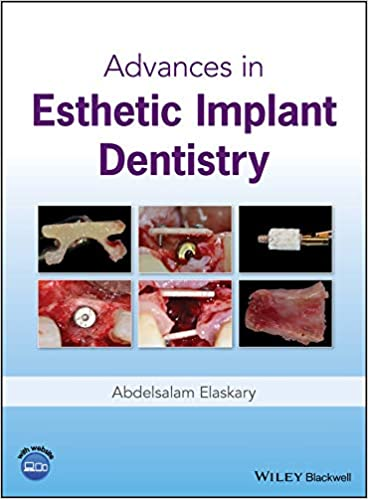 Advances in
Esthetic Implant
Dentistry
Abdelsalam Elaskary
with website
WILEY Blackwell